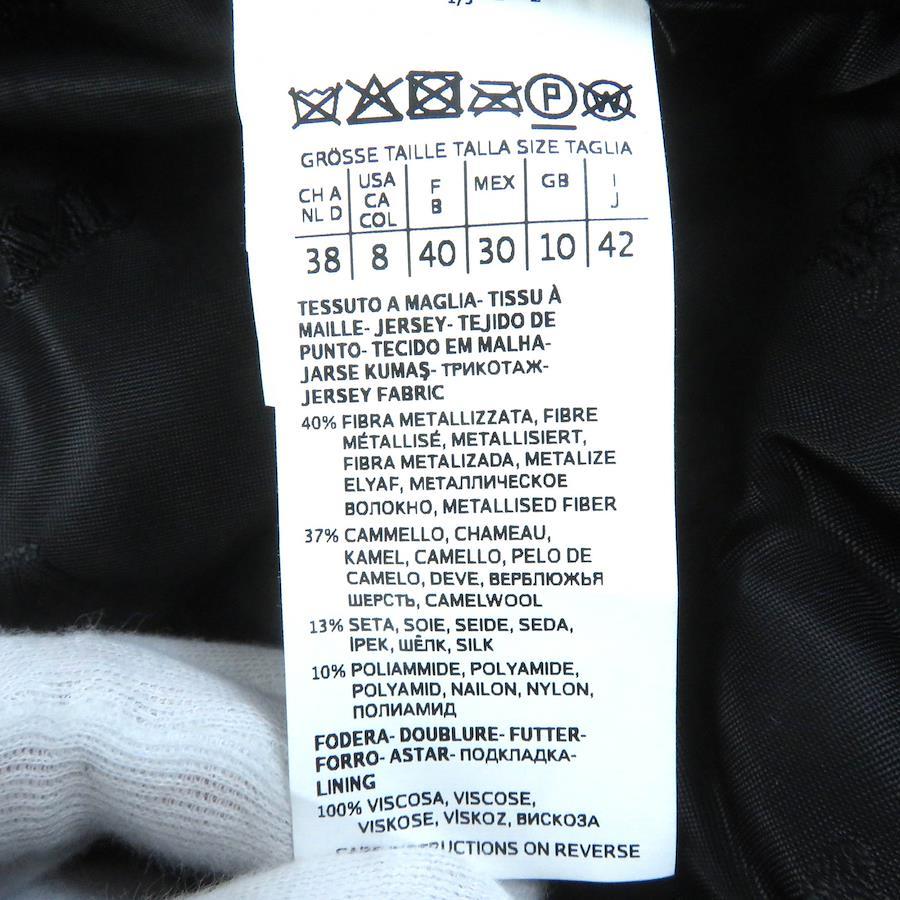 GRÖSSE TAILLE TALLA SIZE TAGLIA
CH A NL D USA CA COL F B MEX GB I J
38 8 40 30 10 42
TESSUTO A MAGLIA- TISSU À
MAILLE- JERSEY- TEJIDO DE
PUNTO- TECIDO EM MALHA-
JARSE KUMAŞ- ТРИКОТАЖ-
JERSEY FABRIC
40% FIBRA METALLIZZATA, FIBRE
MÉTALLISÉ, METALLISIERT,
FIBRA METALIZADA, METALIZE
ELYAF, МЕТАЛЛИЧЕСКОЕ
ВОЛОКНО, METALLISED FIBER
37% CAMMELLO, CHAMEAU,
KAMEL, CAMELLO, PELO DE
CAMELO, DEVE, ВЕРБЛЮЖЬЯ
ШЕРСТЬ, CAMELWOOL
13% SETA, SOIE, SEIDE, SEDA,
İPEK, ШЁЛК, SILK
10% POLIAMMIDE, POLYAMIDE,
POLYAMID, NAILON, NYLON,
ПОЛИАМИД
FODERA- DOUBLURE- FUTTER-
FORRO- ASTAR- ПОДКЛАДКА-
LINING
100% VISCOSA, VISCOSE,
VISKOSE, VİSKOZ, ВИСКОЗА
ON REVERSE